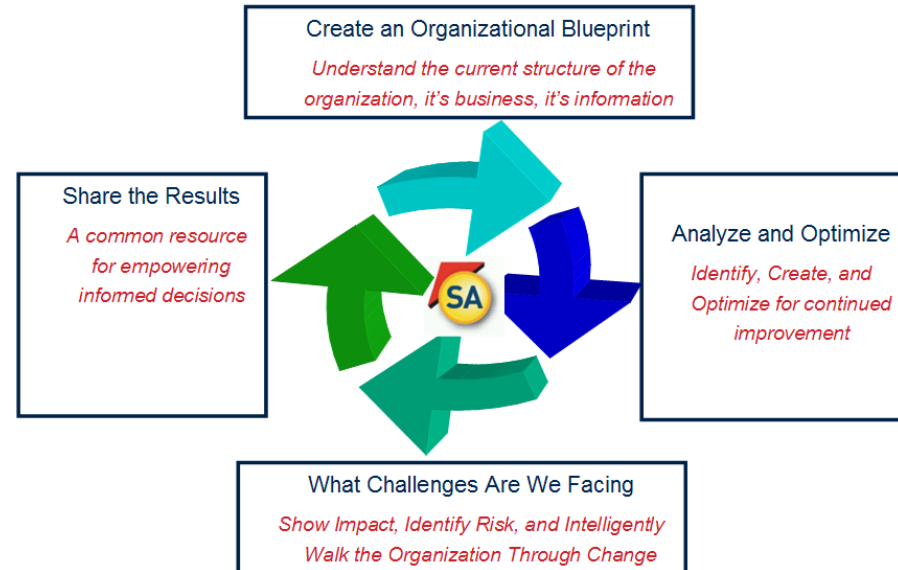 Create an Organizational Blueprint
Understand the current structure of the
organization, it's business, it's information
Share the Results
A common resource
for empowering
informed decisions
Analyze and Optimize
Identify, Create, and
Optimize for continued
improvement
SA
What Challenges Are We Facing
Show Impact, Identify Risk, and Intelligently
Walk the Organization Through Change